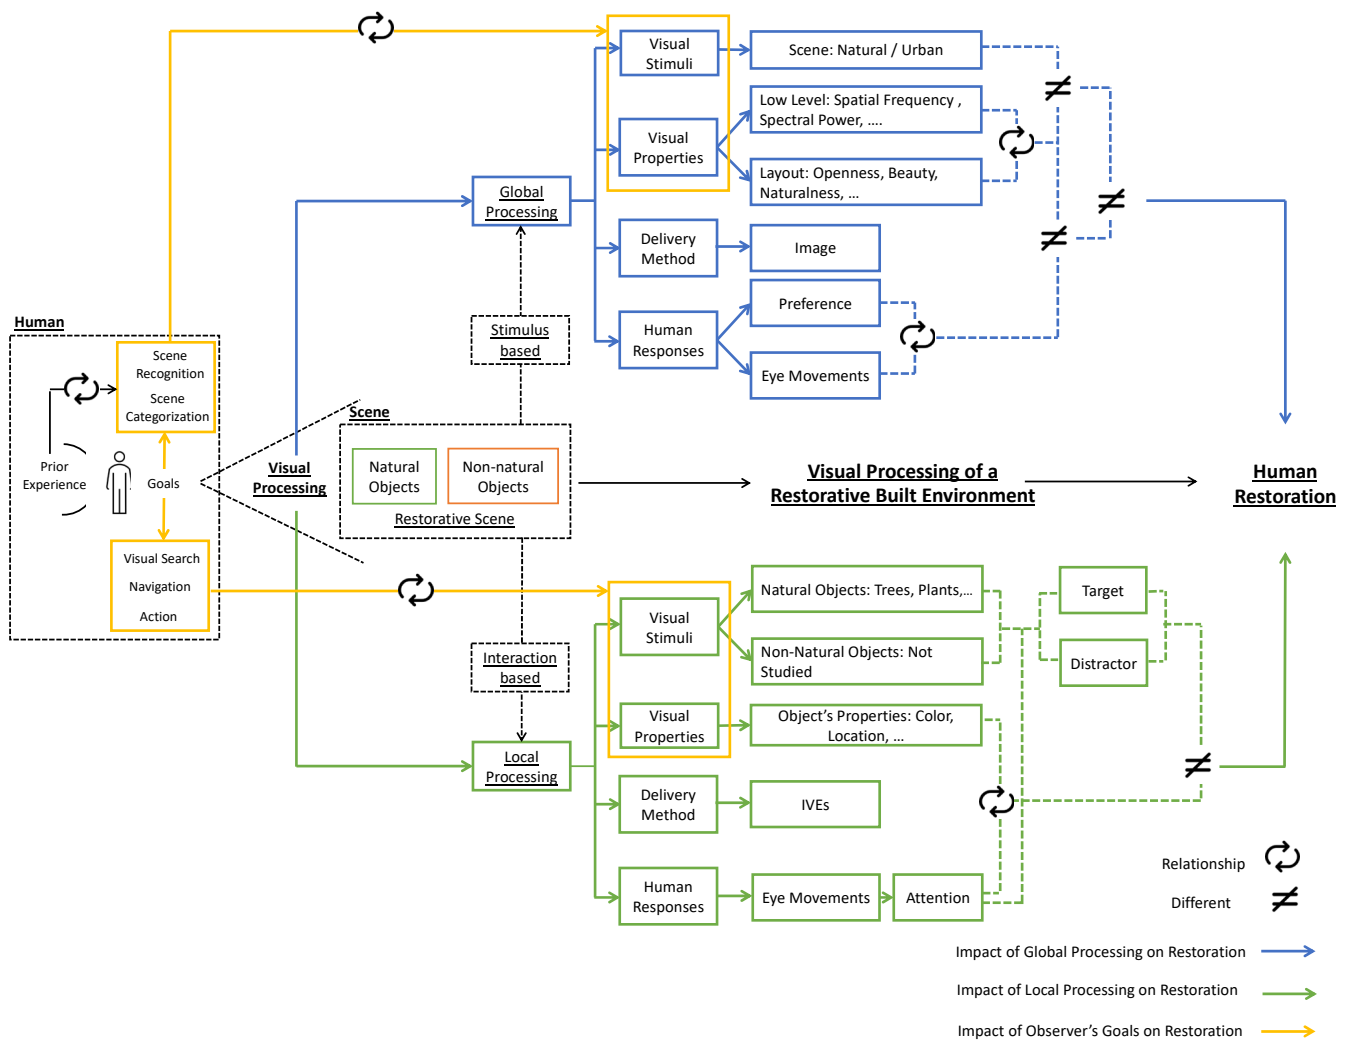 Visual
Stimuli
Scene: Natural / Urban
Low Level: Spatial Frequency ,
Spectral Power, ....
Visual
Properties
Layout: Openness, Beauty,
Naturalness, ...
Global
Processing
Delivery
Method
Image
Preference
Human
Responses
Eye Movements
Stimulus
based
Human
Scene
Recognition
Scene
Categorization
Prior
Experience
Goals
Visual Search
Navigation
Action
Visual
Processing
Scene
Natural
Objects
Non-natural
Objects
Restorative Scene
Visual Processing of a
Restorative Built Environment
Human
Restoration
Interaction
based
Local
Processing
Visual
Stimuli
Natural Objects: Trees, Plants,...
Non-Natural Objects: Not
Studied
Target
Distractor
Visual
Properties
Object's Properties: Color,
Location, ...
Delivery
Method
IVEs
Human
Responses
Eye Movements
Attention
Relationship
Different
Impact of Global Processing on Restoration
Impact of Local Processing on Restoration
Impact of Observer's Goals on Restoration